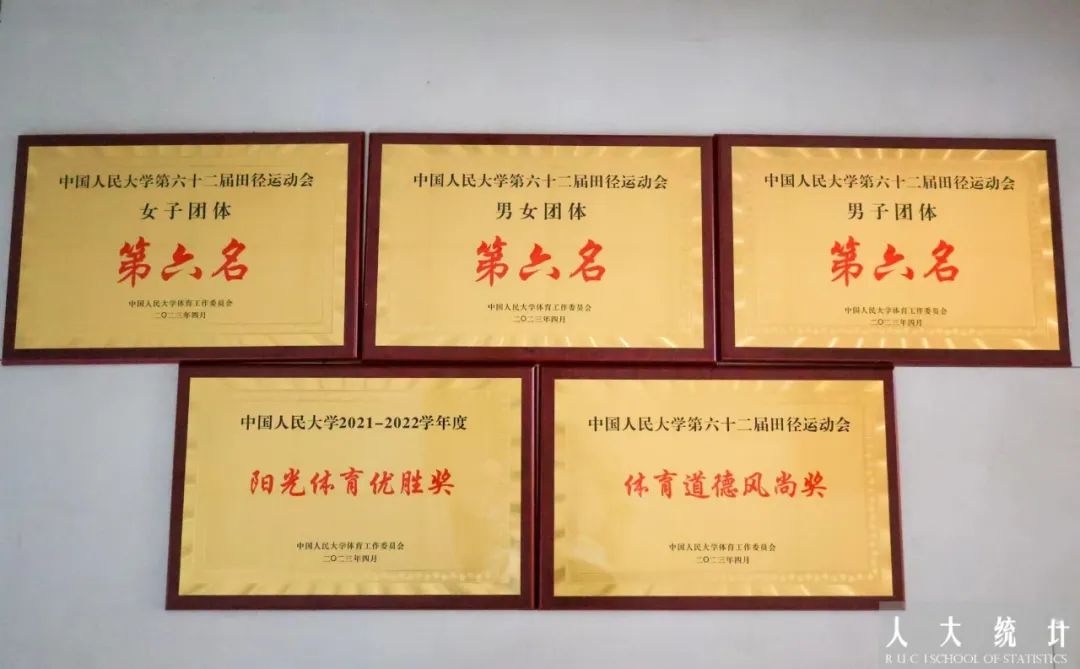 中国人民大学第六十二届田径运动会
女子团体
第六名
中国人民大学体育工作委员会
二〇二三年四月
中国人民大学第六十二届田径运动会
男女团体
第六名
中国人民大学体育工作委员会
二〇二三年四月
中国人民大学第六十二届田径运动会
男子团体
第六名
中国人民大学体育工作委员会
二〇二三年四月
中国人民大学2021-2022学年度
阳光体育优胜奖
中国人民大学体育工作委员会
二〇二三年四月
中国人民大学第六十二届田径运动会
体育道德风尚奖
中国人民大学体育工作委员会
二〇二三年四月
人大统计
RUC | SCHOOL OF STATISTICS